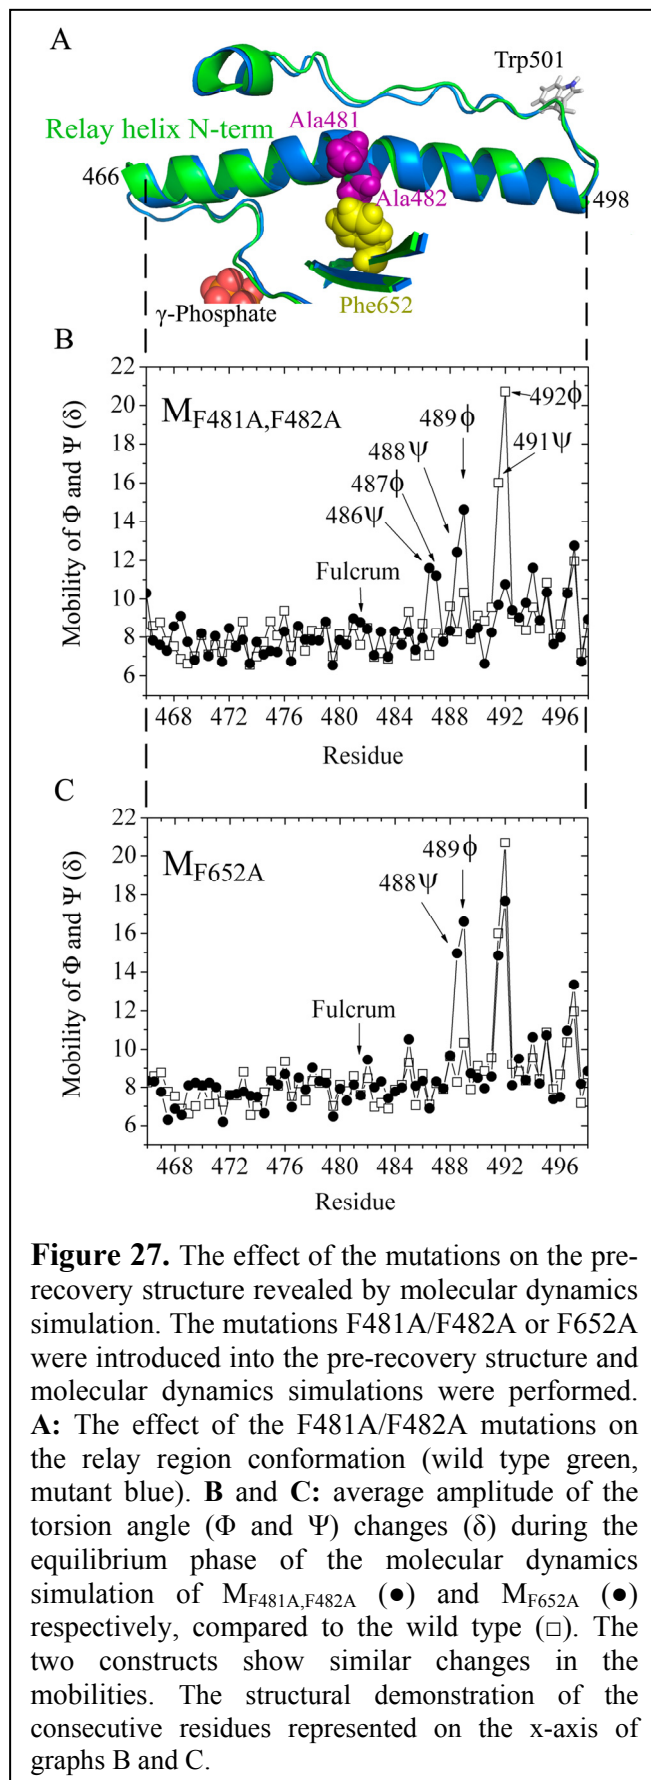 A
Trp501
Ala481
Relay helix N-term
466
Ala482
498
γ-Phosphate
Phe652
B
22
20
18
16
14
12
10
8
6
Mobility of Φ and Ψ (δ)
M_F481A,F482A
492ϕ
491Ψ
489ϕ
488Ψ
487ϕ
486Ψ
Fulcrum
468 472 476 480 484 488 492 496
Residue
C
22
20
18
16
14
12
10
8
6
Mobility of Φ and Ψ (δ)
M_F652A
489ϕ
488Ψ
Fulcrum
468 472 476 480 484 488 492 496
Residue
Figure 27. The effect of the mutations on the pre-
recovery structure revealed by molecular dynamics
simulation. The mutations F481A/F482A or F652A
were introduced into the pre-recovery structure and
molecular dynamics simulations were performed.
A: The effect of the F481A/F482A mutations on
the relay region conformation (wild type green,
mutant blue). B and C: average amplitude of the
torsion angle (Φ and Ψ) changes (δ) during the
equilibrium phase of the molecular dynamics
simulation of M_F481A,F482A (●) and M_F652A (●)
respectively, compared to the wild type (□). The
two constructs show similar changes in the
mobilities. The structural demonstration of the
consecutive residues represented on the x-axis of
graphs B and C.